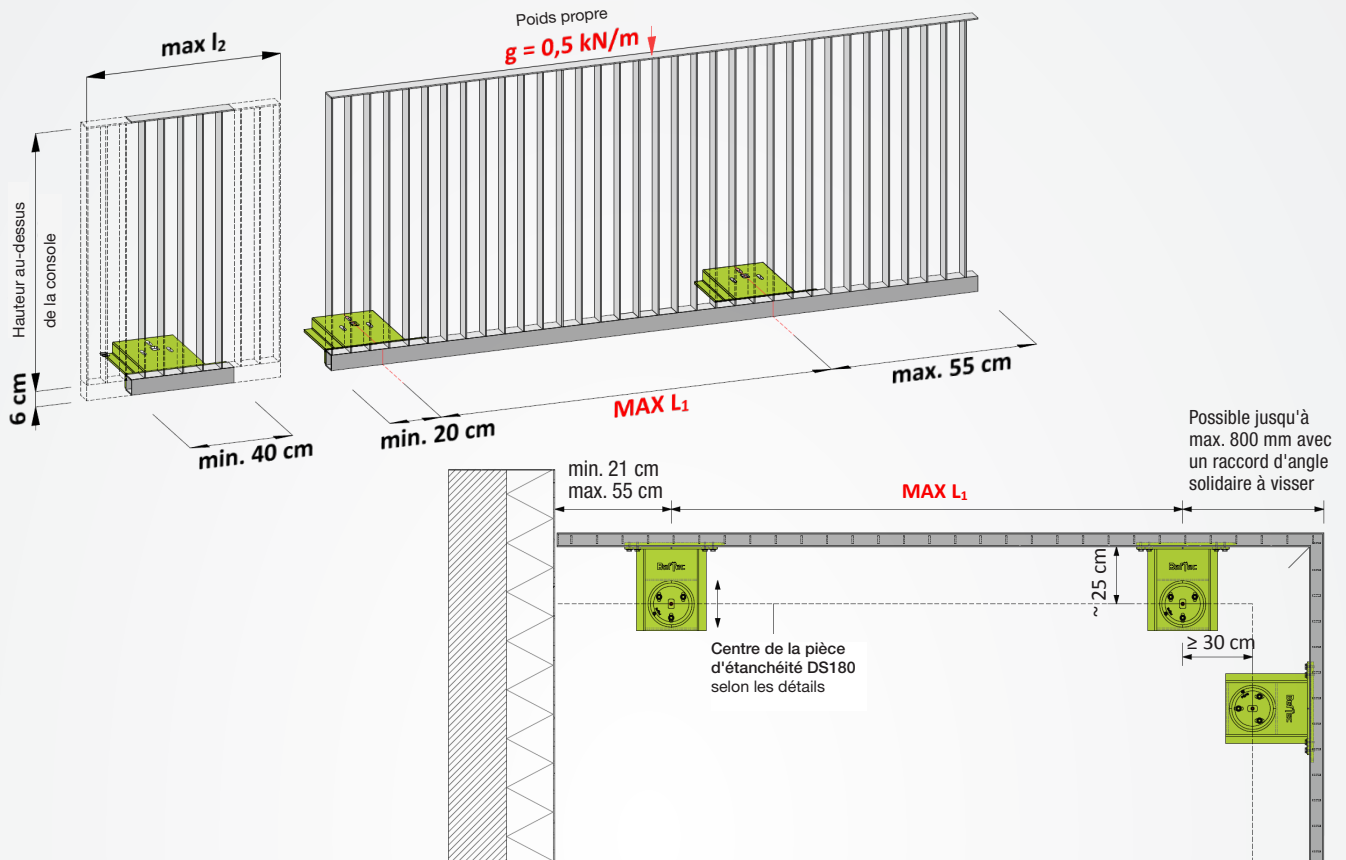 Poids propre
g = 0,5 kN/m
max l₂
Hauteur au-dessus
de la console
6 cm
min. 40 cm
min. 20 cm
MAX L₁
max. 55 cm
Possible jusqu'à
max. 800 mm avec
un raccord d'angle
solidaire à visser
min. 21 cm
max. 55 cm
MAX L₁
~ 25 cm
≥ 30 cm
Centre de la pièce
d'étanchéité DS180
selon les détails